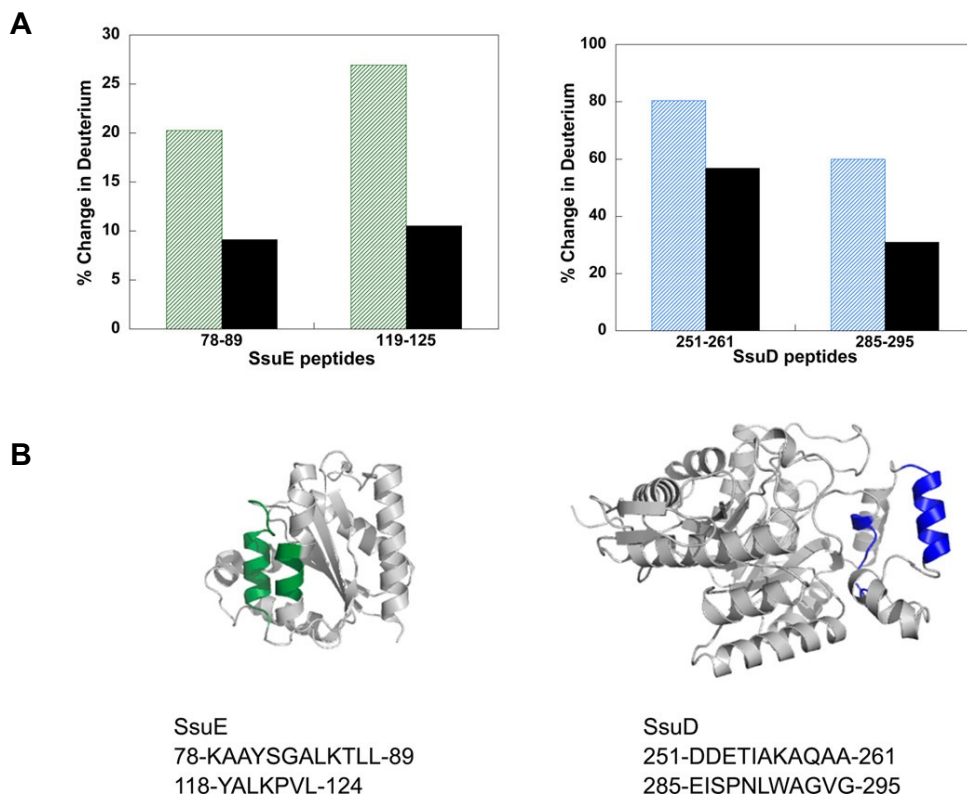 A
% Change in Deuterium
30
25
20
15
10
5
0
78-89
119-125
SsuE peptides
% Change in Deuterium
100
80
60
40
20
0
251-261
285-295
SsuD peptides
B
SsuE
78-KAAYSGALKTLL-89
118-YALKPVL-124
SsuD
251-DDETIAKAQAA-261
285-EISPNLWAGVG-295